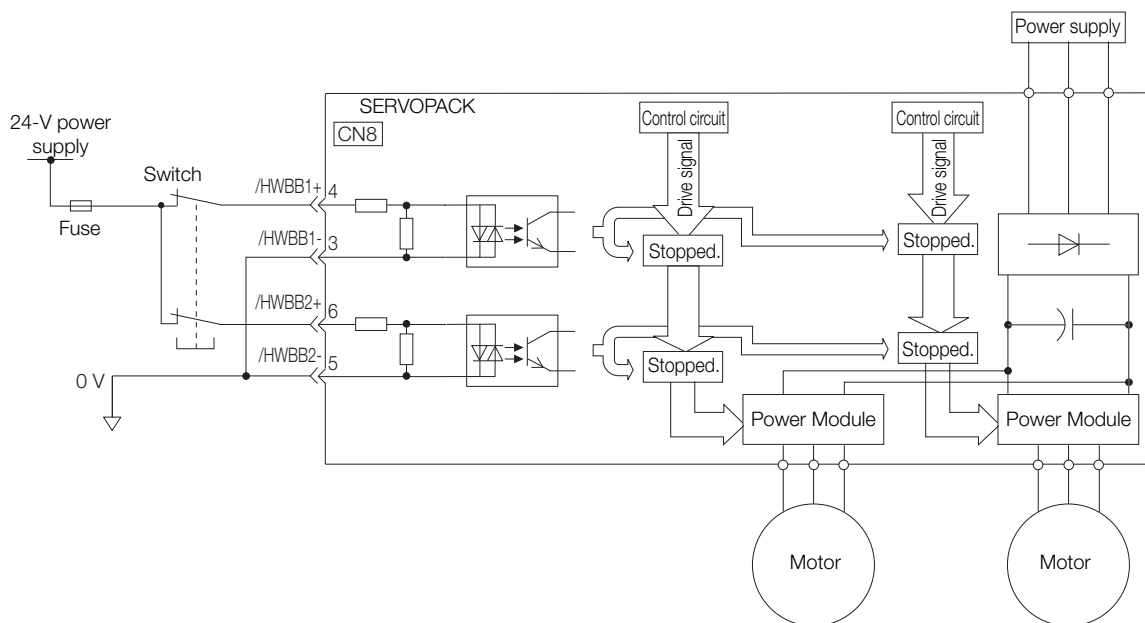 Power supply
SERVOPACK
CN8
24-V power
supply
Fuse
Switch
/HWBB1+
4
/HWBB1-
3
/HWBB2+
6
/HWBB2-
5
0 V
Control circuit
Drive signal
Stopped.
Stopped.
Control circuit
Drive signal
Stopped.
Stopped.
Power Module
Power Module
Motor
Motor